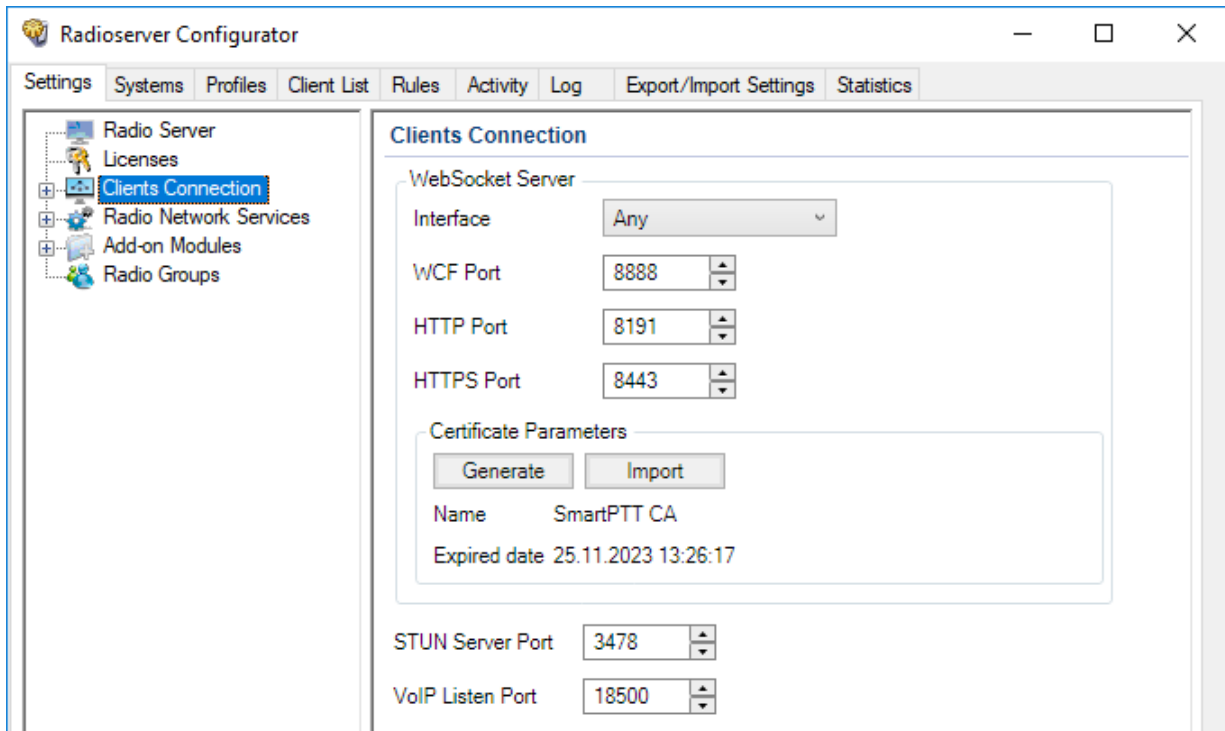 Radioserver Configurator
Settings Systems Profiles Client List Rules Activity Log Export/Import Settings Statistics
Radio Server
Licenses
Clients Connection
Radio Network Services
Add-on Modules
Radio Groups
Clients Connection
WebSocket Server
Interface Any
WCF Port 8888
HTTP Port 8191
HTTPS Port 8443
Certificate Parameters
Generate Import
Name SmartPTT CA
Expired date 25.11.2023 13:26:17
STUN Server Port 3478
VoIP Listen Port 18500